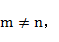 m ≠ n，